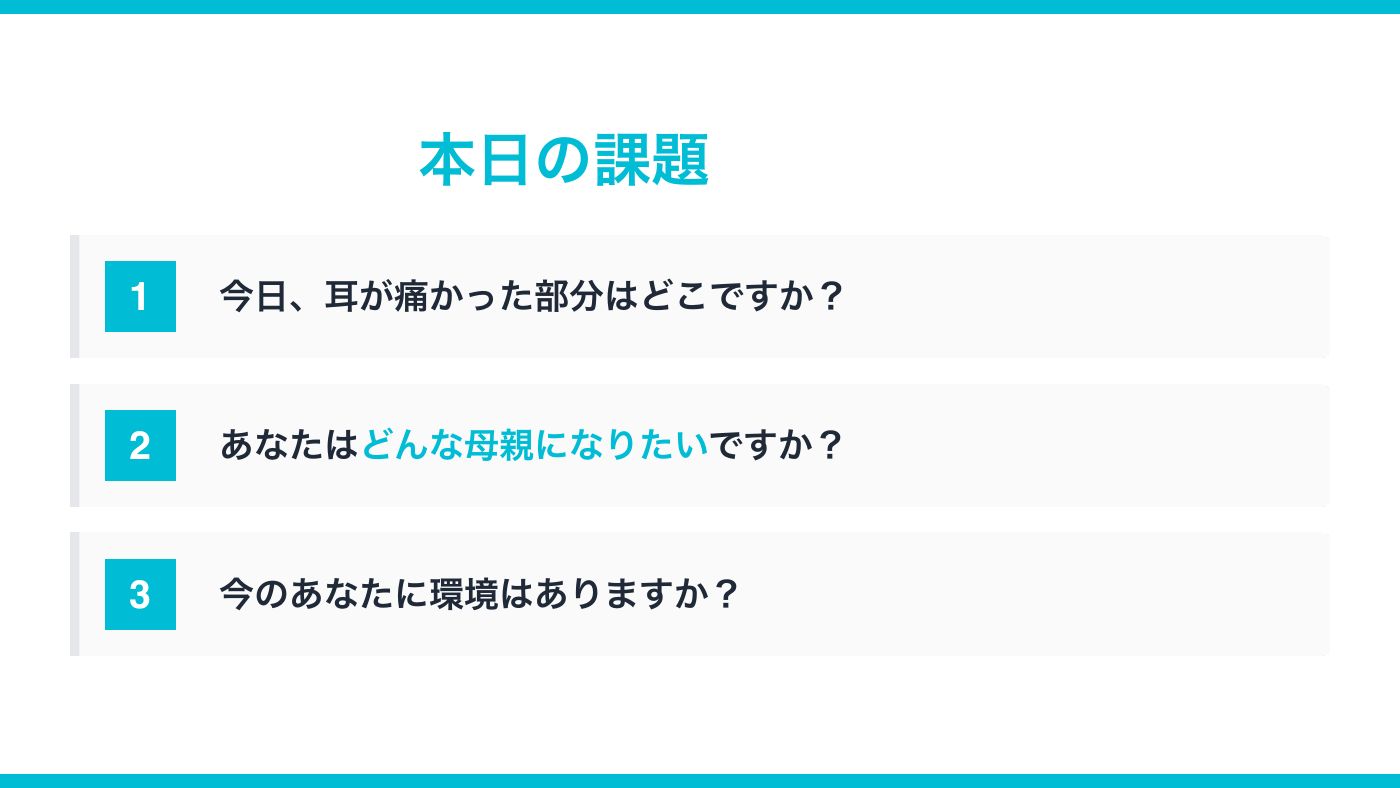 本日の課題
1 今日、耳が痛かった部分はどこですか？
2 あなたはどんな母親になりたいですか？
3 今のあなたに環境はありますか？